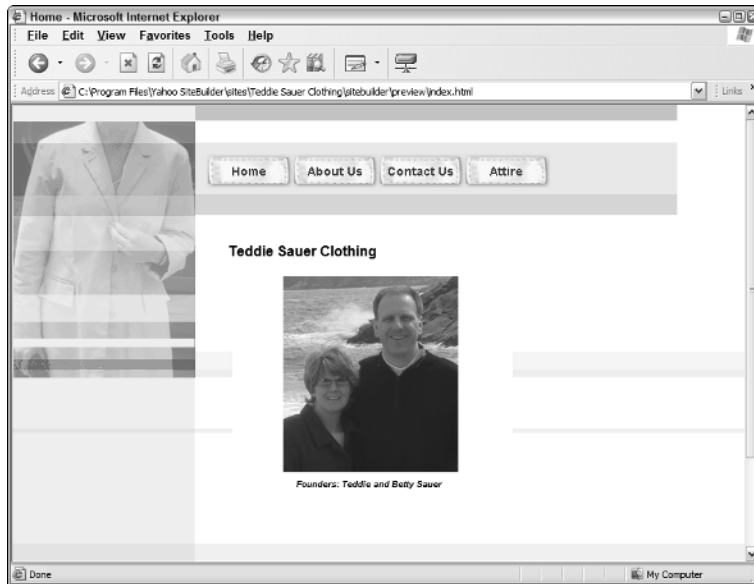 Home - Microsoft Internet Explorer
File Edit View Favorites Tools Help
Address C:\Program Files\Yahoo SiteBuilder\sites\Teddie Sauer Clothing\sitebuilder\preview\index.html Links »
Home About Us Contact Us Attire
Teddie Sauer Clothing
Founders: Teddie and Betty Sauer
Done My Computer